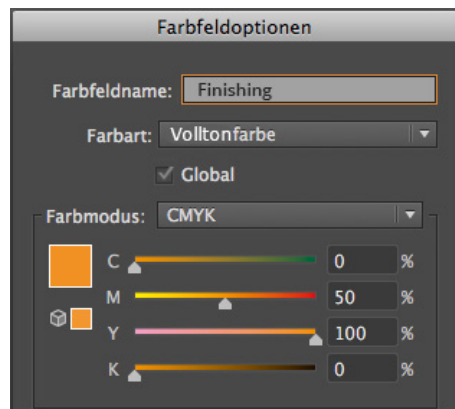 Farbfeldoptionen
Farbfeldname: Finishing
Farbart: Volltonfarbe
Global
Farbmodus: CMYK
C 0 %
M 50 %
Y 100 %
K 0 %